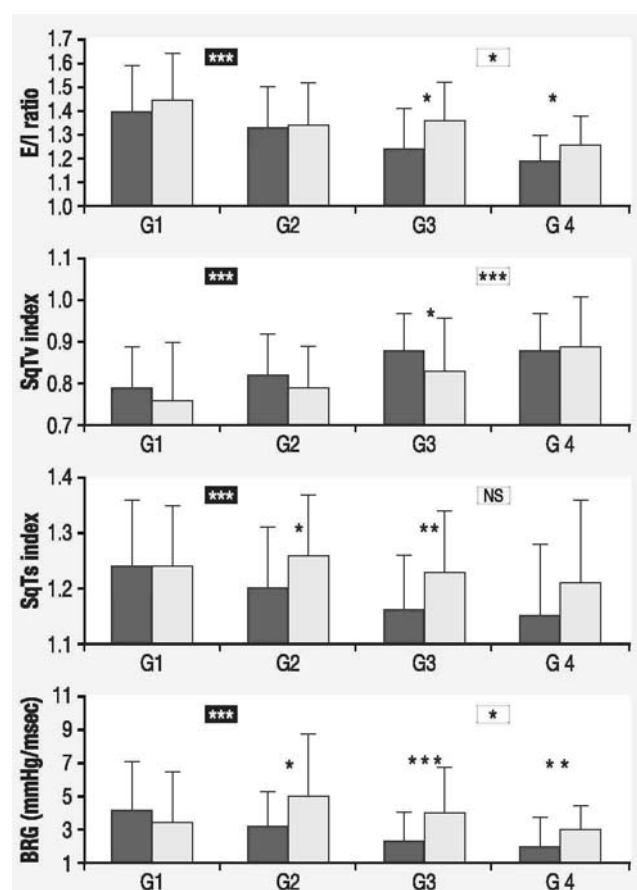 E/I ratio
1.7
1.6
1.5
1.4
1.3
1.2
1.1
1.0
***
*
*
*
G1
G2
G3
G 4
SqTv index
1.1
1.0
0.9
0.8
0.7
***
***
*
G1
G2
G3
G 4
SqTs index
1.4
1.3
1.2
1.1
***
NS
*
**
G1
G2
G3
G 4
BRG (mmHg/msec)
11
9
7
5
3
1
***
*
*
***
**
G1
G2
G3
G 4